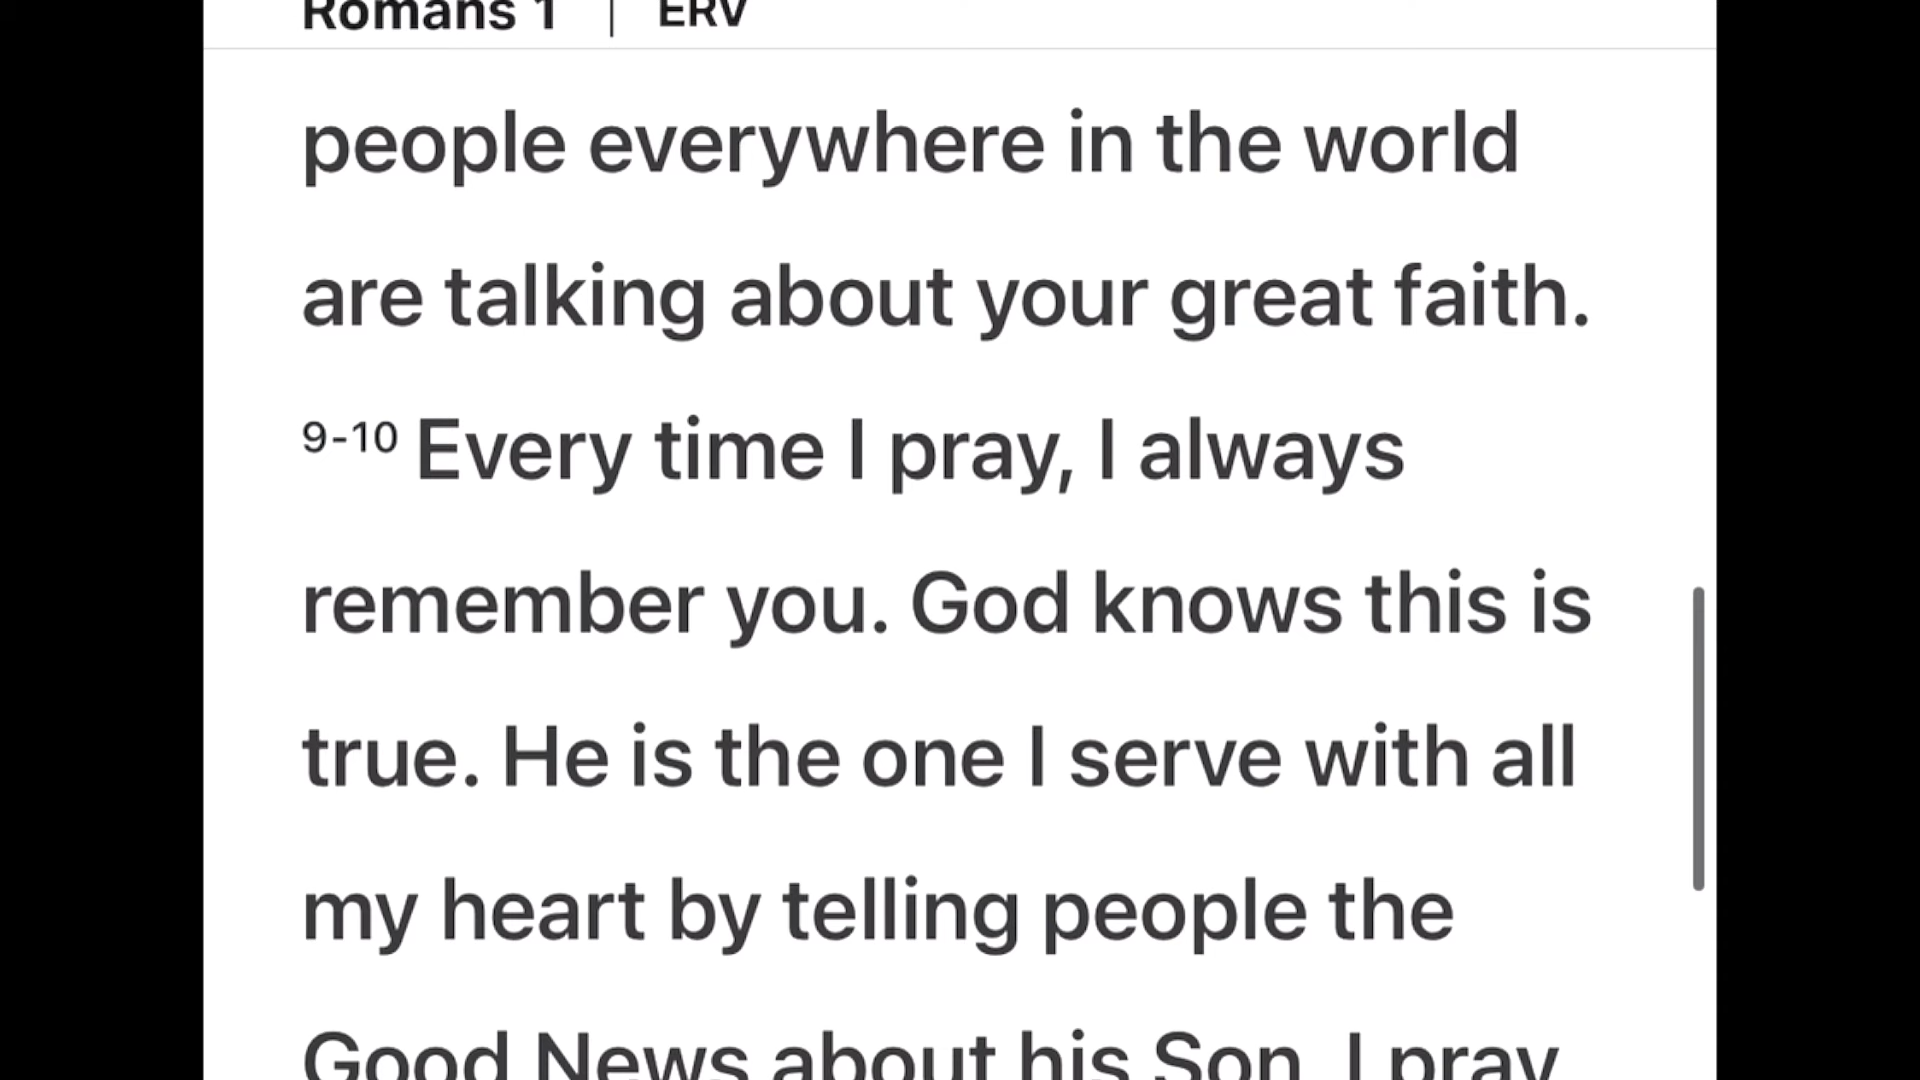 Romans 1 | ERV
people everywhere in the world
are talking about your great faith.
9-10 Every time I pray, I always
remember you. God knows this is
true. He is the one I serve with all
my heart by telling people the
Good News about his Son. I pray